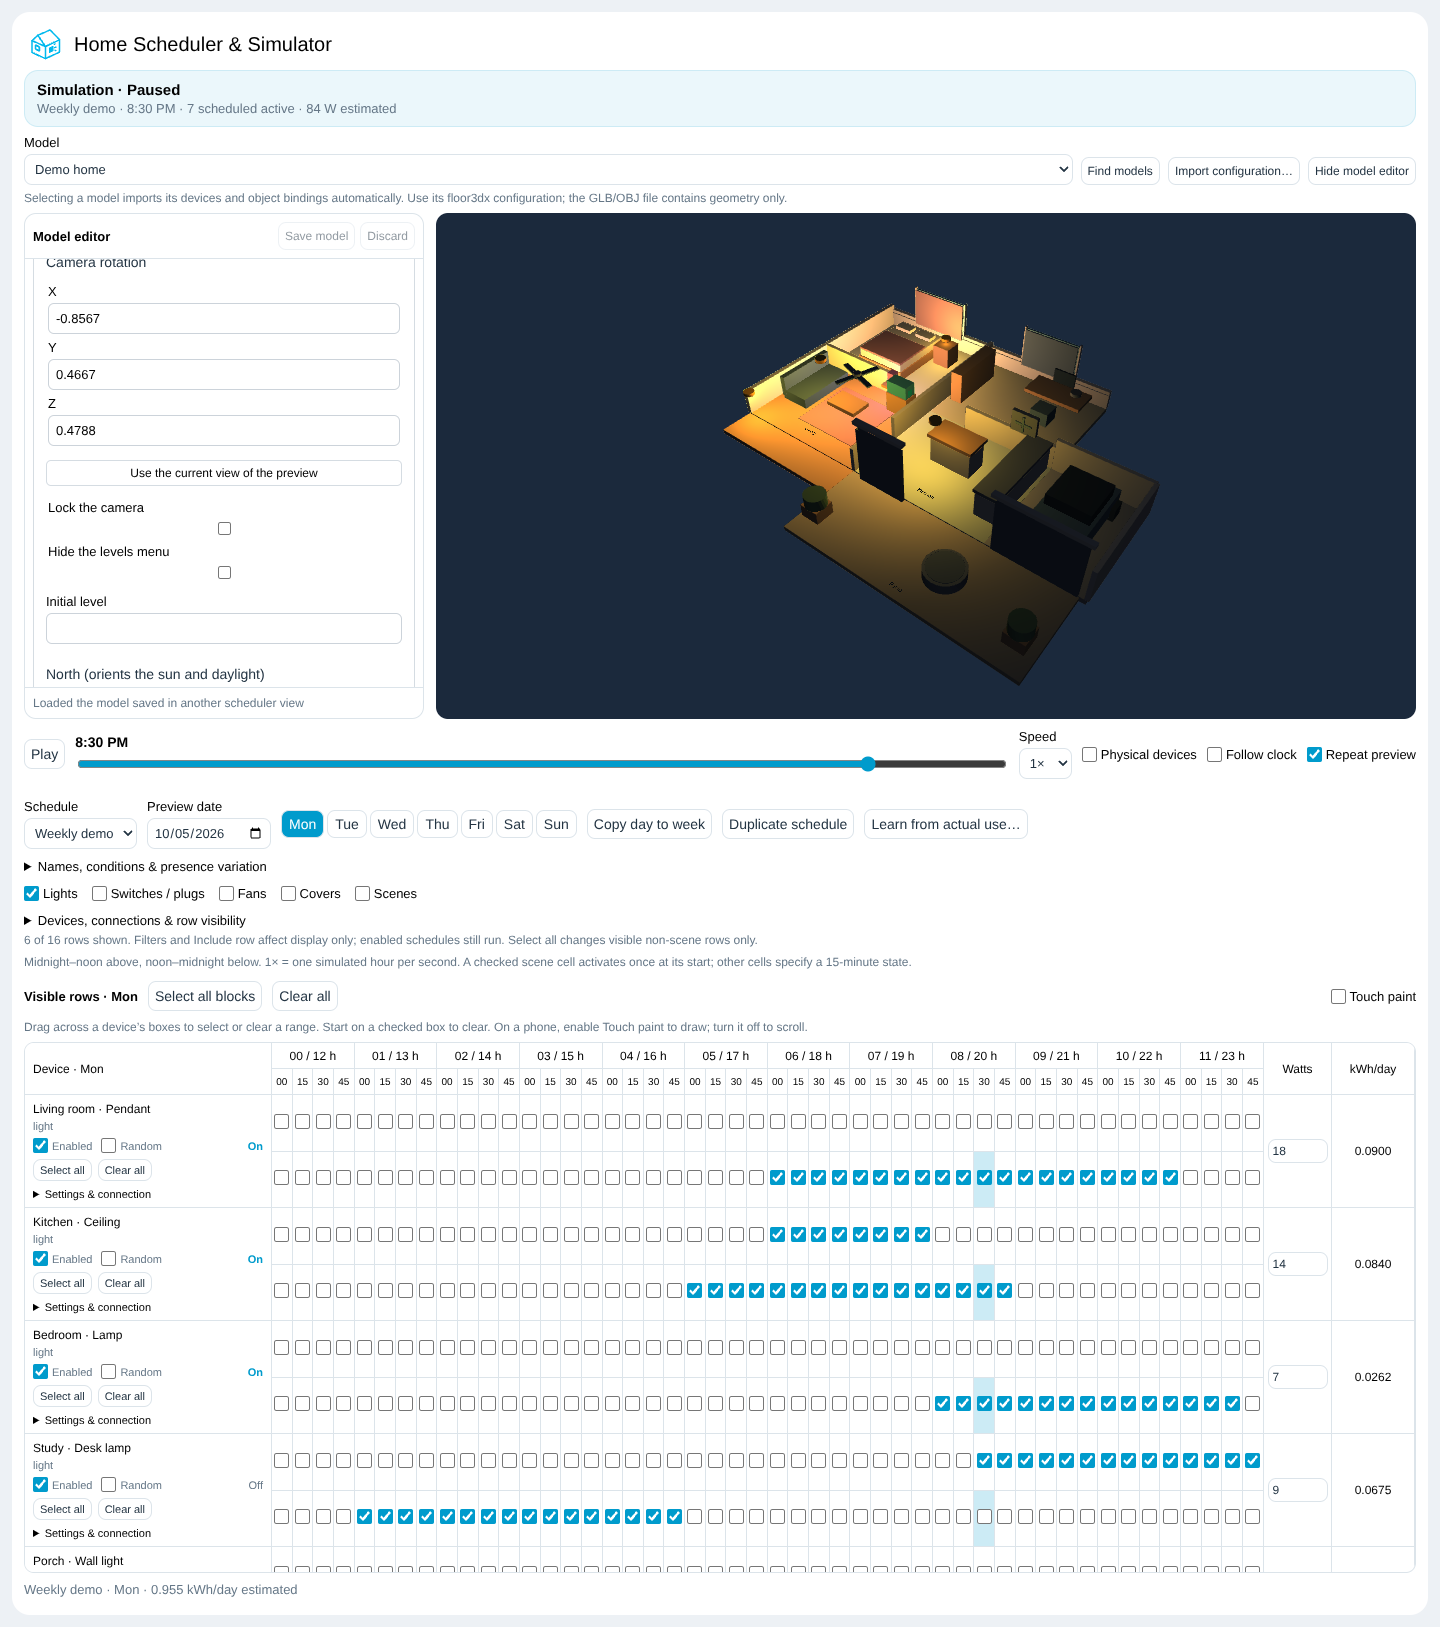 Home Scheduler & Simulator
Simulation · Paused
Weekly demo · 8:30 PM · 7 scheduled active · 84 W estimated
Model
Demo home
Find models
Import configuration…
Hide model editor
Selecting a model imports its devices and object bindings automatically. Use its floor3dx configuration; the GLB/OBJ file contains geometry only.
Model editor
Save model
Discard
Camera rotation
X
-0.8567
Y
0.4667
Z
0.4788
Use the current view of the preview
Lock the camera
Hide the levels menu
Initial level
North (orients the sun and daylight)
Loaded the model saved in another scheduler view
Play
8:30 PM
Speed
1×
Physical devices
Follow clock
Repeat preview
Schedule
Weekly demo
Preview date
10/05/2026
Mon Tue Wed Thu Fri Sat Sun
Copy day to week
Duplicate schedule
Learn from actual use…
Names, conditions & presence variation
Lights Switches / plugs Fans Covers Scenes
Devices, connections & row visibility
6 of 16 rows shown. Filters and Include row affect display only; enabled schedules still run. Select all changes visible non-scene rows only.
Midnight–noon above, noon–midnight below. 1× = one simulated hour per second. A checked scene cell activates once at its start; other cells specify a 15-minute state.
Visible rows · Mon
Select all blocks
Clear all
Touch paint
Drag across a device's boxes to select or clear a range. Start on a checked box to clear. On a phone, enable Touch paint to draw; turn it off to scroll.
Device · Mon
00 / 12 h 01 / 13 h 02 / 14 h 03 / 15 h 04 / 16 h 05 / 17 h 06 / 18 h 07 / 19 h 08 / 20 h 09 / 21 h 10 / 22 h 11 / 23 h
Watts
kWh/day
00 15 30 45 00 15 30 45 00 15 30 45 00 15 30 45 00 15 30 45 00 15 30 45 00 15 30 45 00 15 30 45 00 15 30 45 00 15 30 45 00 15 30 45 00 15 30 45
Living room · Pendant
light
Enabled Random On
Select all Clear all
Settings & connection
18
0.0900
Kitchen · Ceiling
light
Enabled Random On
Select all Clear all
Settings & connection
14
0.0840
Bedroom · Lamp
light
Enabled Random On
Select all Clear all
Settings & connection
7
0.0262
Study · Desk lamp
light
Enabled Random Off
Select all Clear all
Settings & connection
9
0.0675
Porch · Wall light
Weekly demo · Mon · 0.955 kWh/day estimated